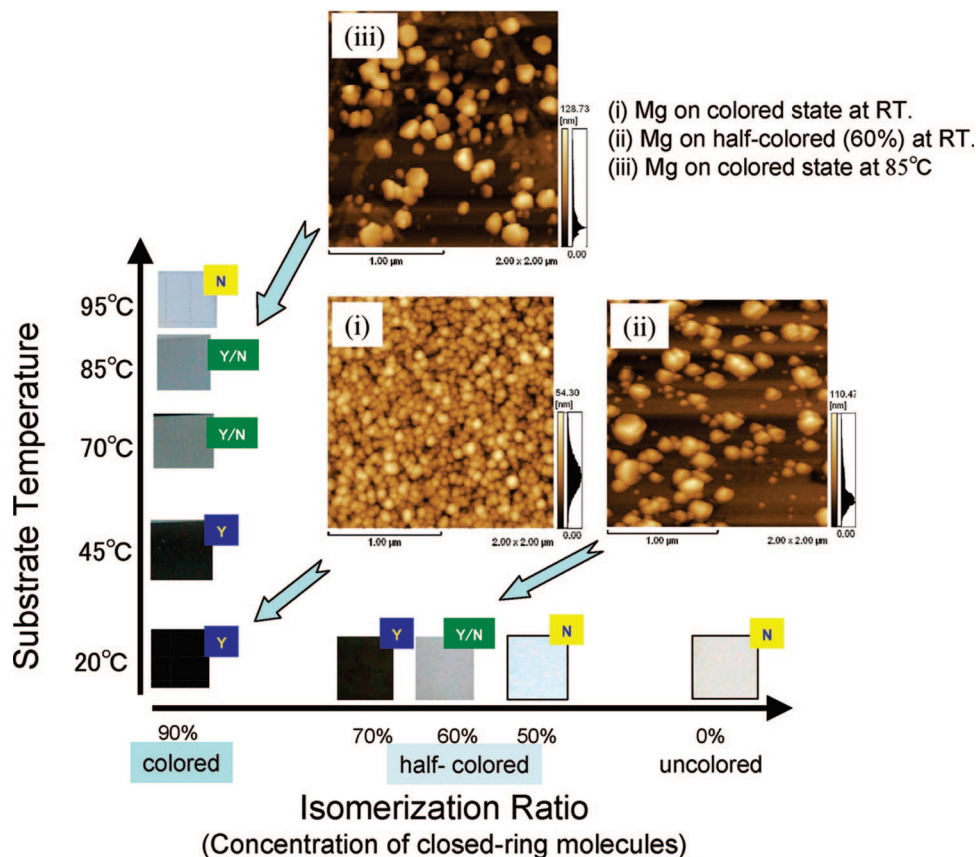 (iii)
128.73
[nm]
0.00
1.00 µm
2.00 x 2.00 µm
(i) Mg on colored state at RT.
(ii) Mg on half-colored (60%) at RT.
(iii) Mg on colored state at 85°C
Substrate Temperature
95°C
N
85°C
Y/N
70°C
Y/N
45°C
Y
20°C
Y
(i)
54.30
[nm]
0.00
1.00 µm
2.00 x 2.00 µm
(ii)
110.47
[nm]
0.00
1.00 µm
2.00 x 2.00 µm
Y
Y/N
N
N
90%
70%
60%
50%
0%
colored
half- colored
uncolored
Isomerization Ratio
(Concentration of closed-ring molecules)